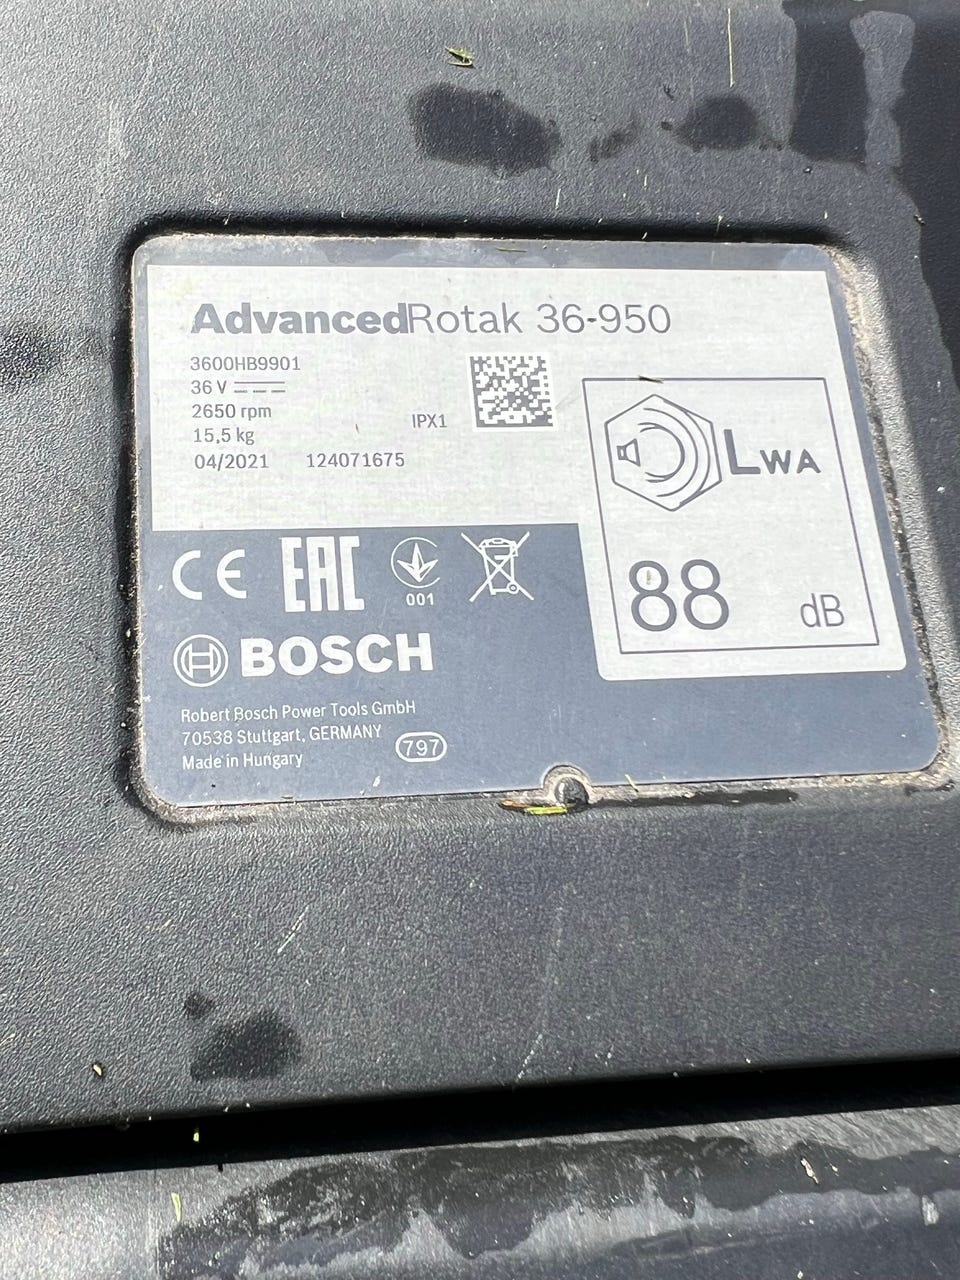 AdvancedRotak 36-950
3600HB9901
36 V
2650 rpm
15,5 kg
IPX1
04/2021 124071675
LWA
88 dB
CE EAC
001
BOSCH
Robert Bosch Power Tools GmbH
70538 Stuttgart, GERMANY
Made in Hungary
797